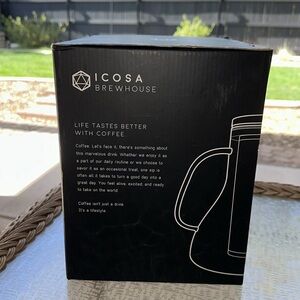 ICOSA
BREWHOUSE
LIFE TASTES BETTER
WITH COFFEE
Coffee. Let's face it, there's something about
this marvelous drink. Whether we enjoy it as
a part of our daily routine or we choose to
savor it as an occasional treat, one sip is
often all it takes to turn a good day into a
great day. You feel alive, excited, and ready
to take on the world.
Coffee isn't just a drink.
It's a lifestyle.